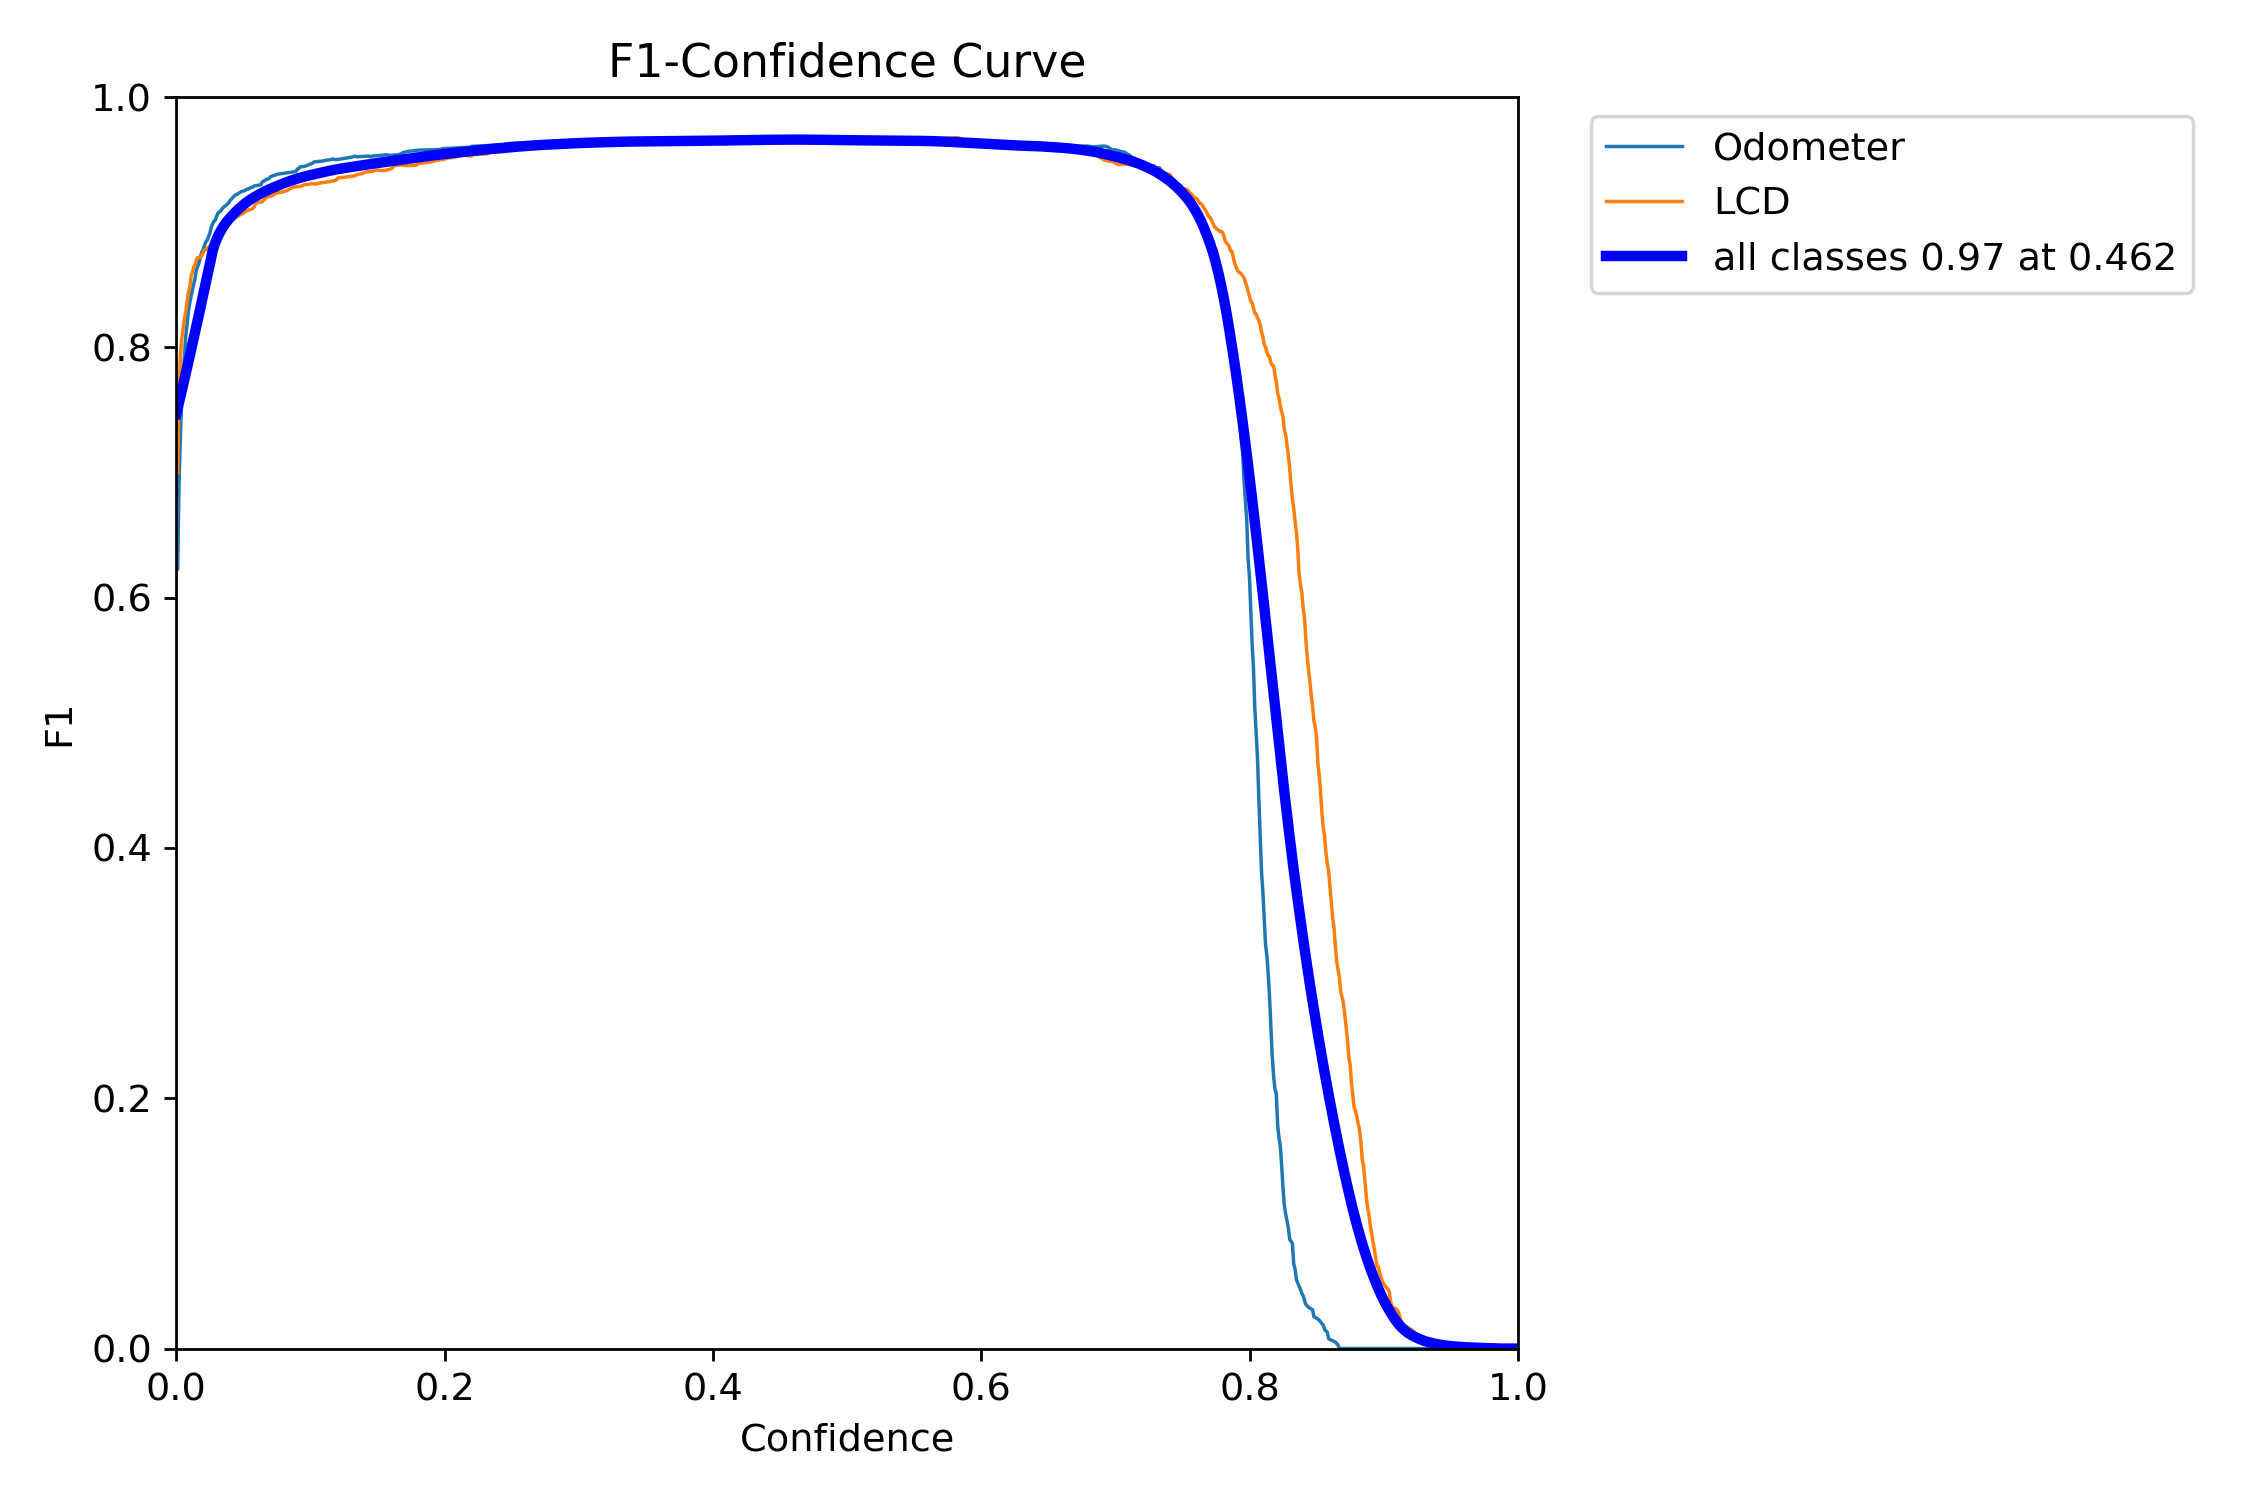 F1-Confidence Curve
1.0
0.8
0.6
0.4
0.2
0.0
F1
0.0 0.2 0.4 0.6 0.8 1.0
Confidence
Odometer
LCD
all classes 0.97 at 0.462